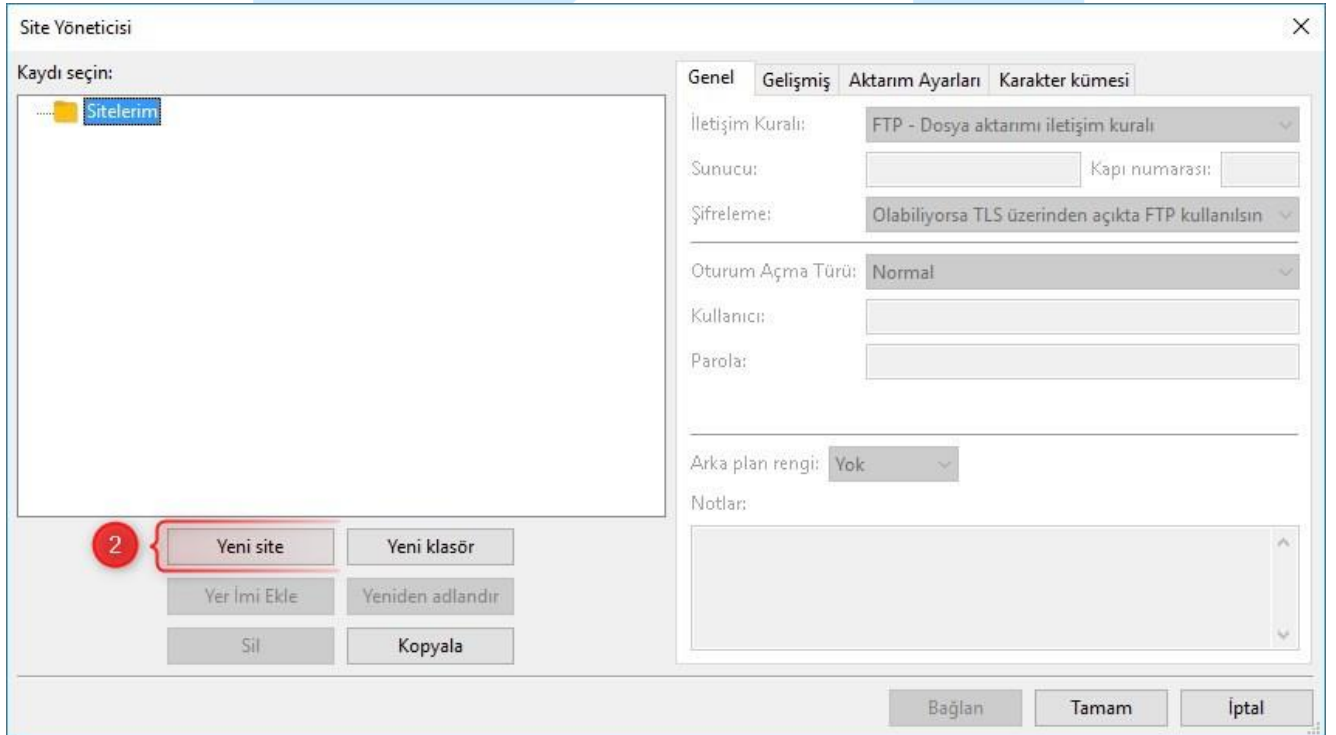 Site Yöneticisi
Kaydı seçin:
Sitelerim
2
Yeni site
Yeni klasör
Yer İmi Ekle
Yeniden adlandır
Sil
Kopyala
Genel
Gelişmiş
Aktarım Ayarları
Karakter kümesi
İletişim Kuralı:
FTP - Dosya aktarımı iletişim kuralı
Sunucu:
Kapı numarası:
Şifreleme:
Olabiliyorsa TLS üzerinden açıkta FTP kullanılsın
Oturum Açma Türü:
Normal
Kullanıcı:
Parola:
Arka plan rengi:
Yok
Notlar:
Bağlan
Tamam
İptal